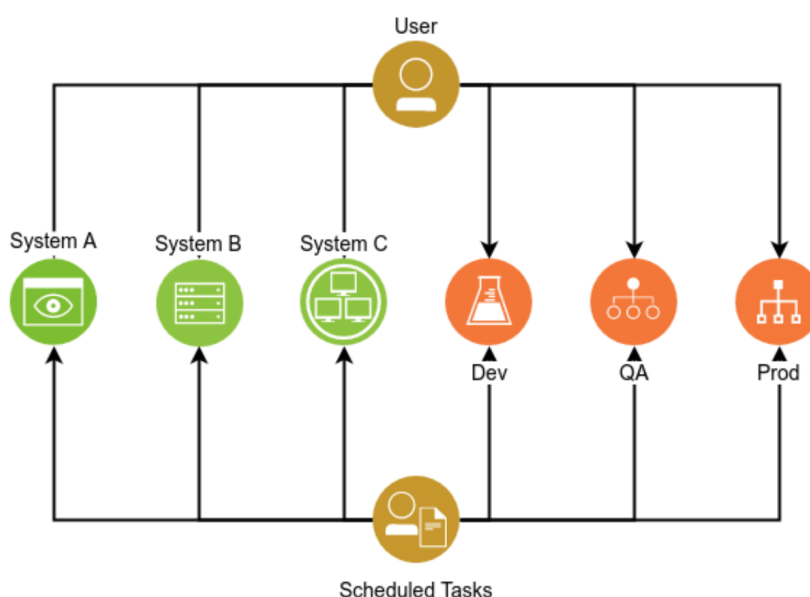 User
System A
System B
System C
Dev
QA
Prod
Scheduled Tasks